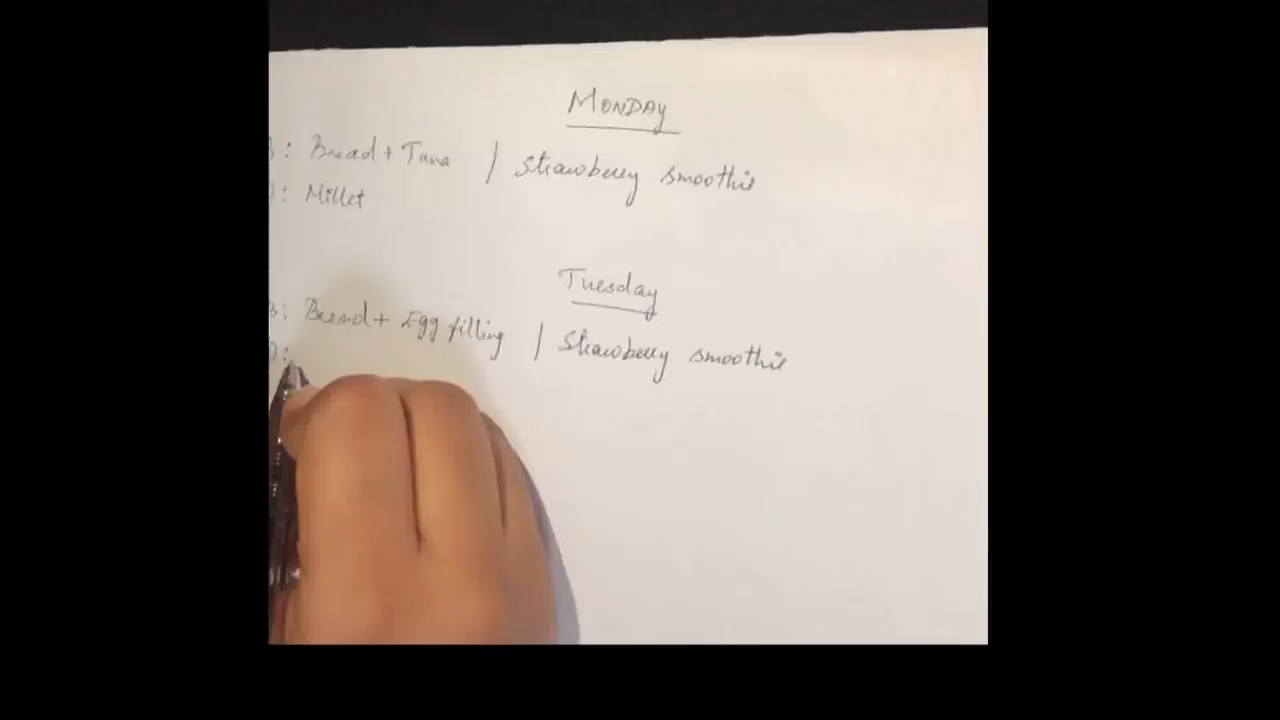 MONDAY
B: Bread + Tuna / Strawberry smoothie
D: Millet
Tuesday
B: Bread + Egg filling / Strawberry smoothie
D: